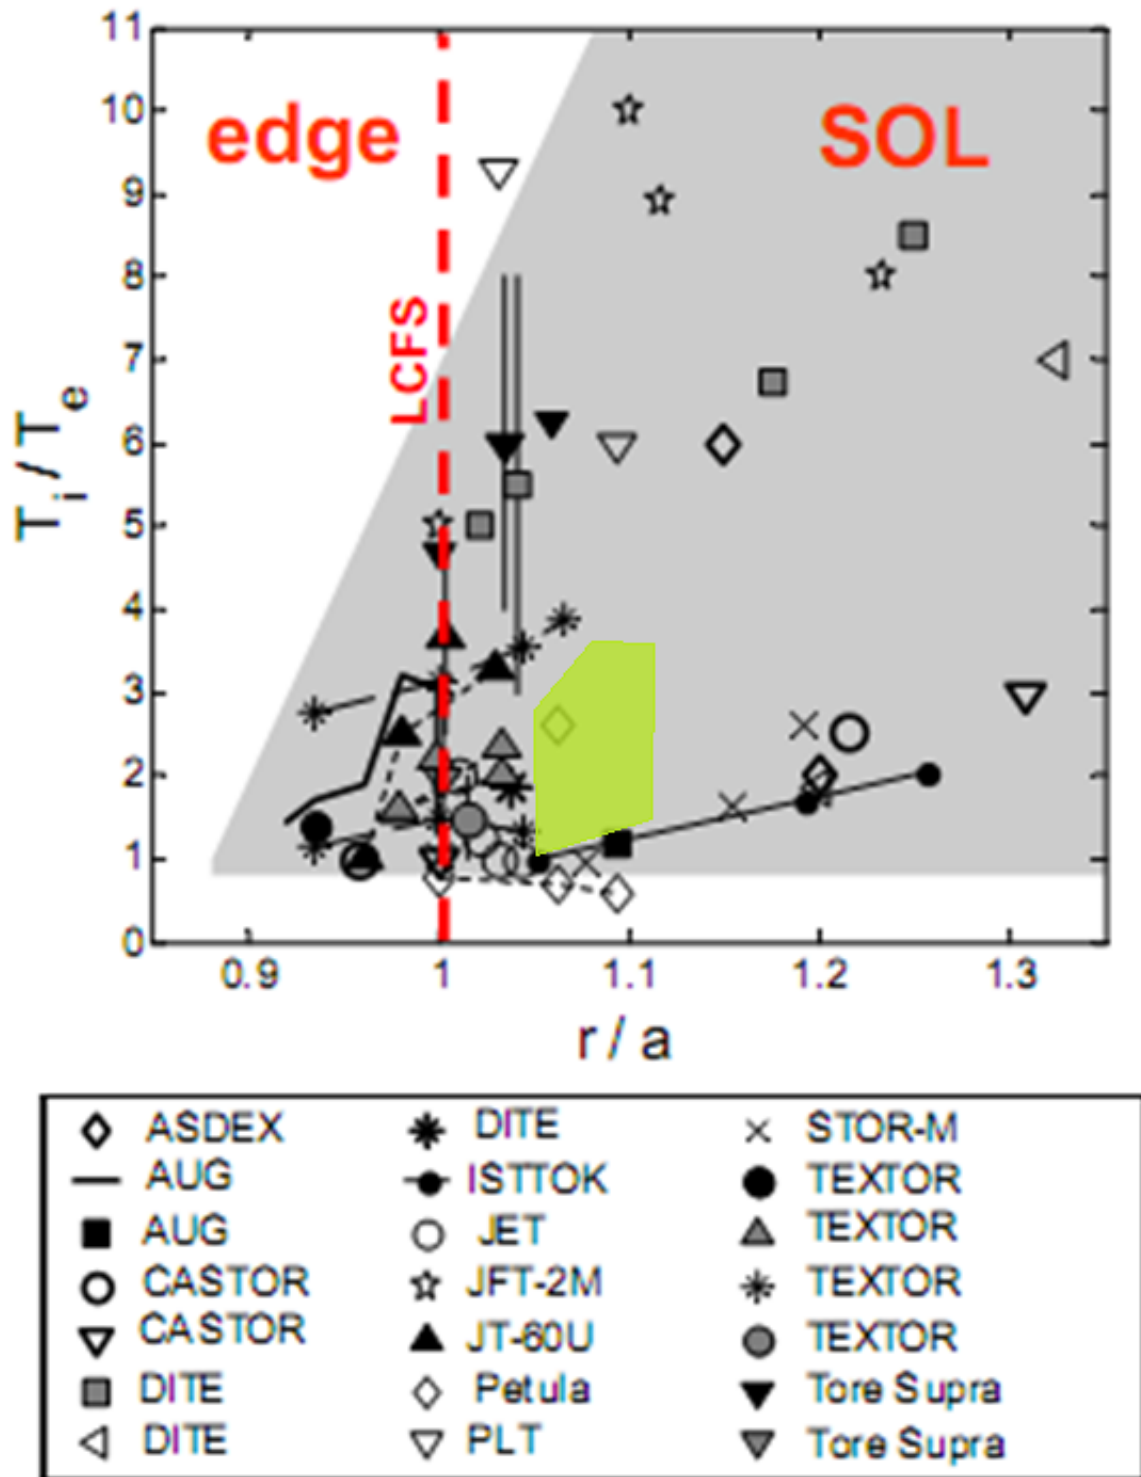 11
10
9
8
7
6
5
4
3
2
1
0
edge
SOL
LCFS
T i / T e
0.9 1 1.1 1.2 1.3
r / a
ASDEX DITE STOR-M
AUG ISTTOK TEXTOR
AUG JET TEXTOR
CASTOR JFT-2M TEXTOR
CASTOR JT-60U TEXTOR
DITE Petula Tore Supra
DITE PLT Tore Supra